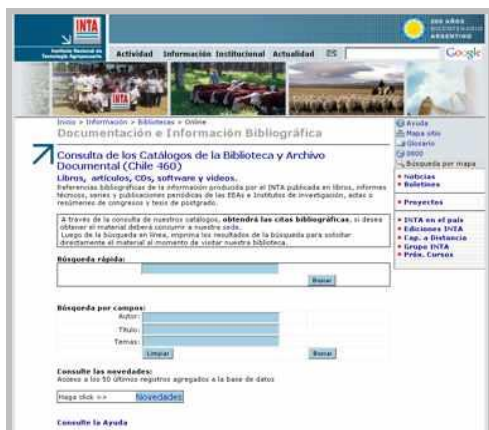 INTA
Instituto Nacional de
Tecnología Agropecuaria
Actividad Información Institucional Actualidad
200 AÑOS
BICENTENARIO
ARGENTINO
Google
INTA
Inicio > Información > Bibliotecas > Online
Documentación e Información Bibliográfica
Consulta de los Catálogos de la Biblioteca y Archivo
Documental (Chile 460)
Libros, artículos, CDs, software y videos.
Referencias bibliográficas de la información producida por el INTA publicada en libros, informes
técnicos, series y publicaciones periódicas de las EEAs e Institutos de investigación, actas o
resúmenes de congresos y tesis de postgrado.
A través de la consulta de nuestros catálogos, obtendrá las citas bibliográficas, si desea
obtener el material deberá concurrir a nuestra sede.
Luego de la búsqueda en línea, imprima los resultados de la búsqueda para solicitar
directamente el material al momento de visitar nuestra biblioteca.
Búsqueda rápida:
Buscar
Búsqueda por campos:
Autor:
Título:
Temas:
Limpiar Buscar
Consulte las novedades:
Acceso a los 50 últimos registros agregados a la base de datos
Haga click => Novedades
Consulte la Ayuda
Ayuda
Mapa sitio
Glosario
0800
Búsqueda por mapa
Noticias
Boletines
Proyectos
INTA en el país
Ediciones INTA
Cap. a Distancia
Grupo INTA
Próx. Cursos